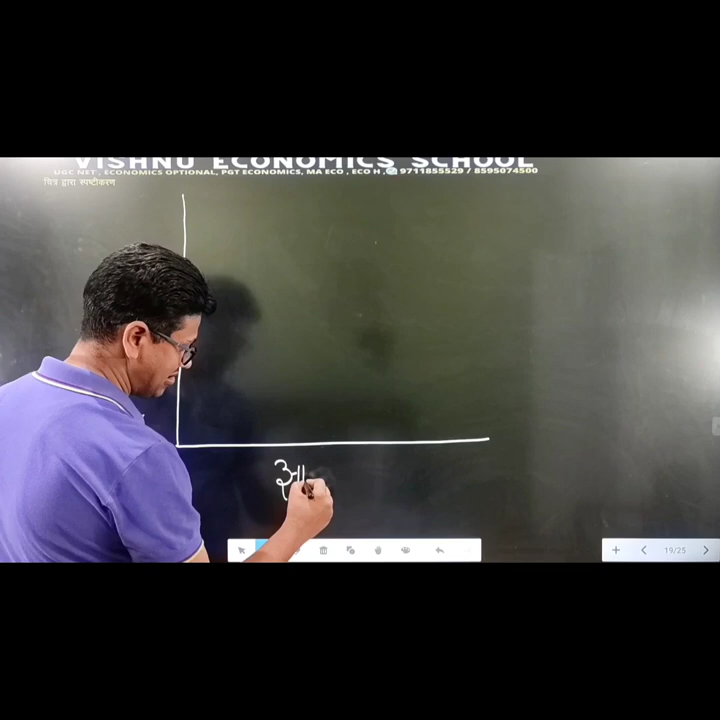 VISHNU ECONOMICS SCHOOL
UGC NET , ECONOMICS OPTIONAL, PGT ECONOMICS, MA ECO , ECO H , 9711855529 / 8595074500
चित्र द्वारा स्पष्टीकरण
आ
19/25